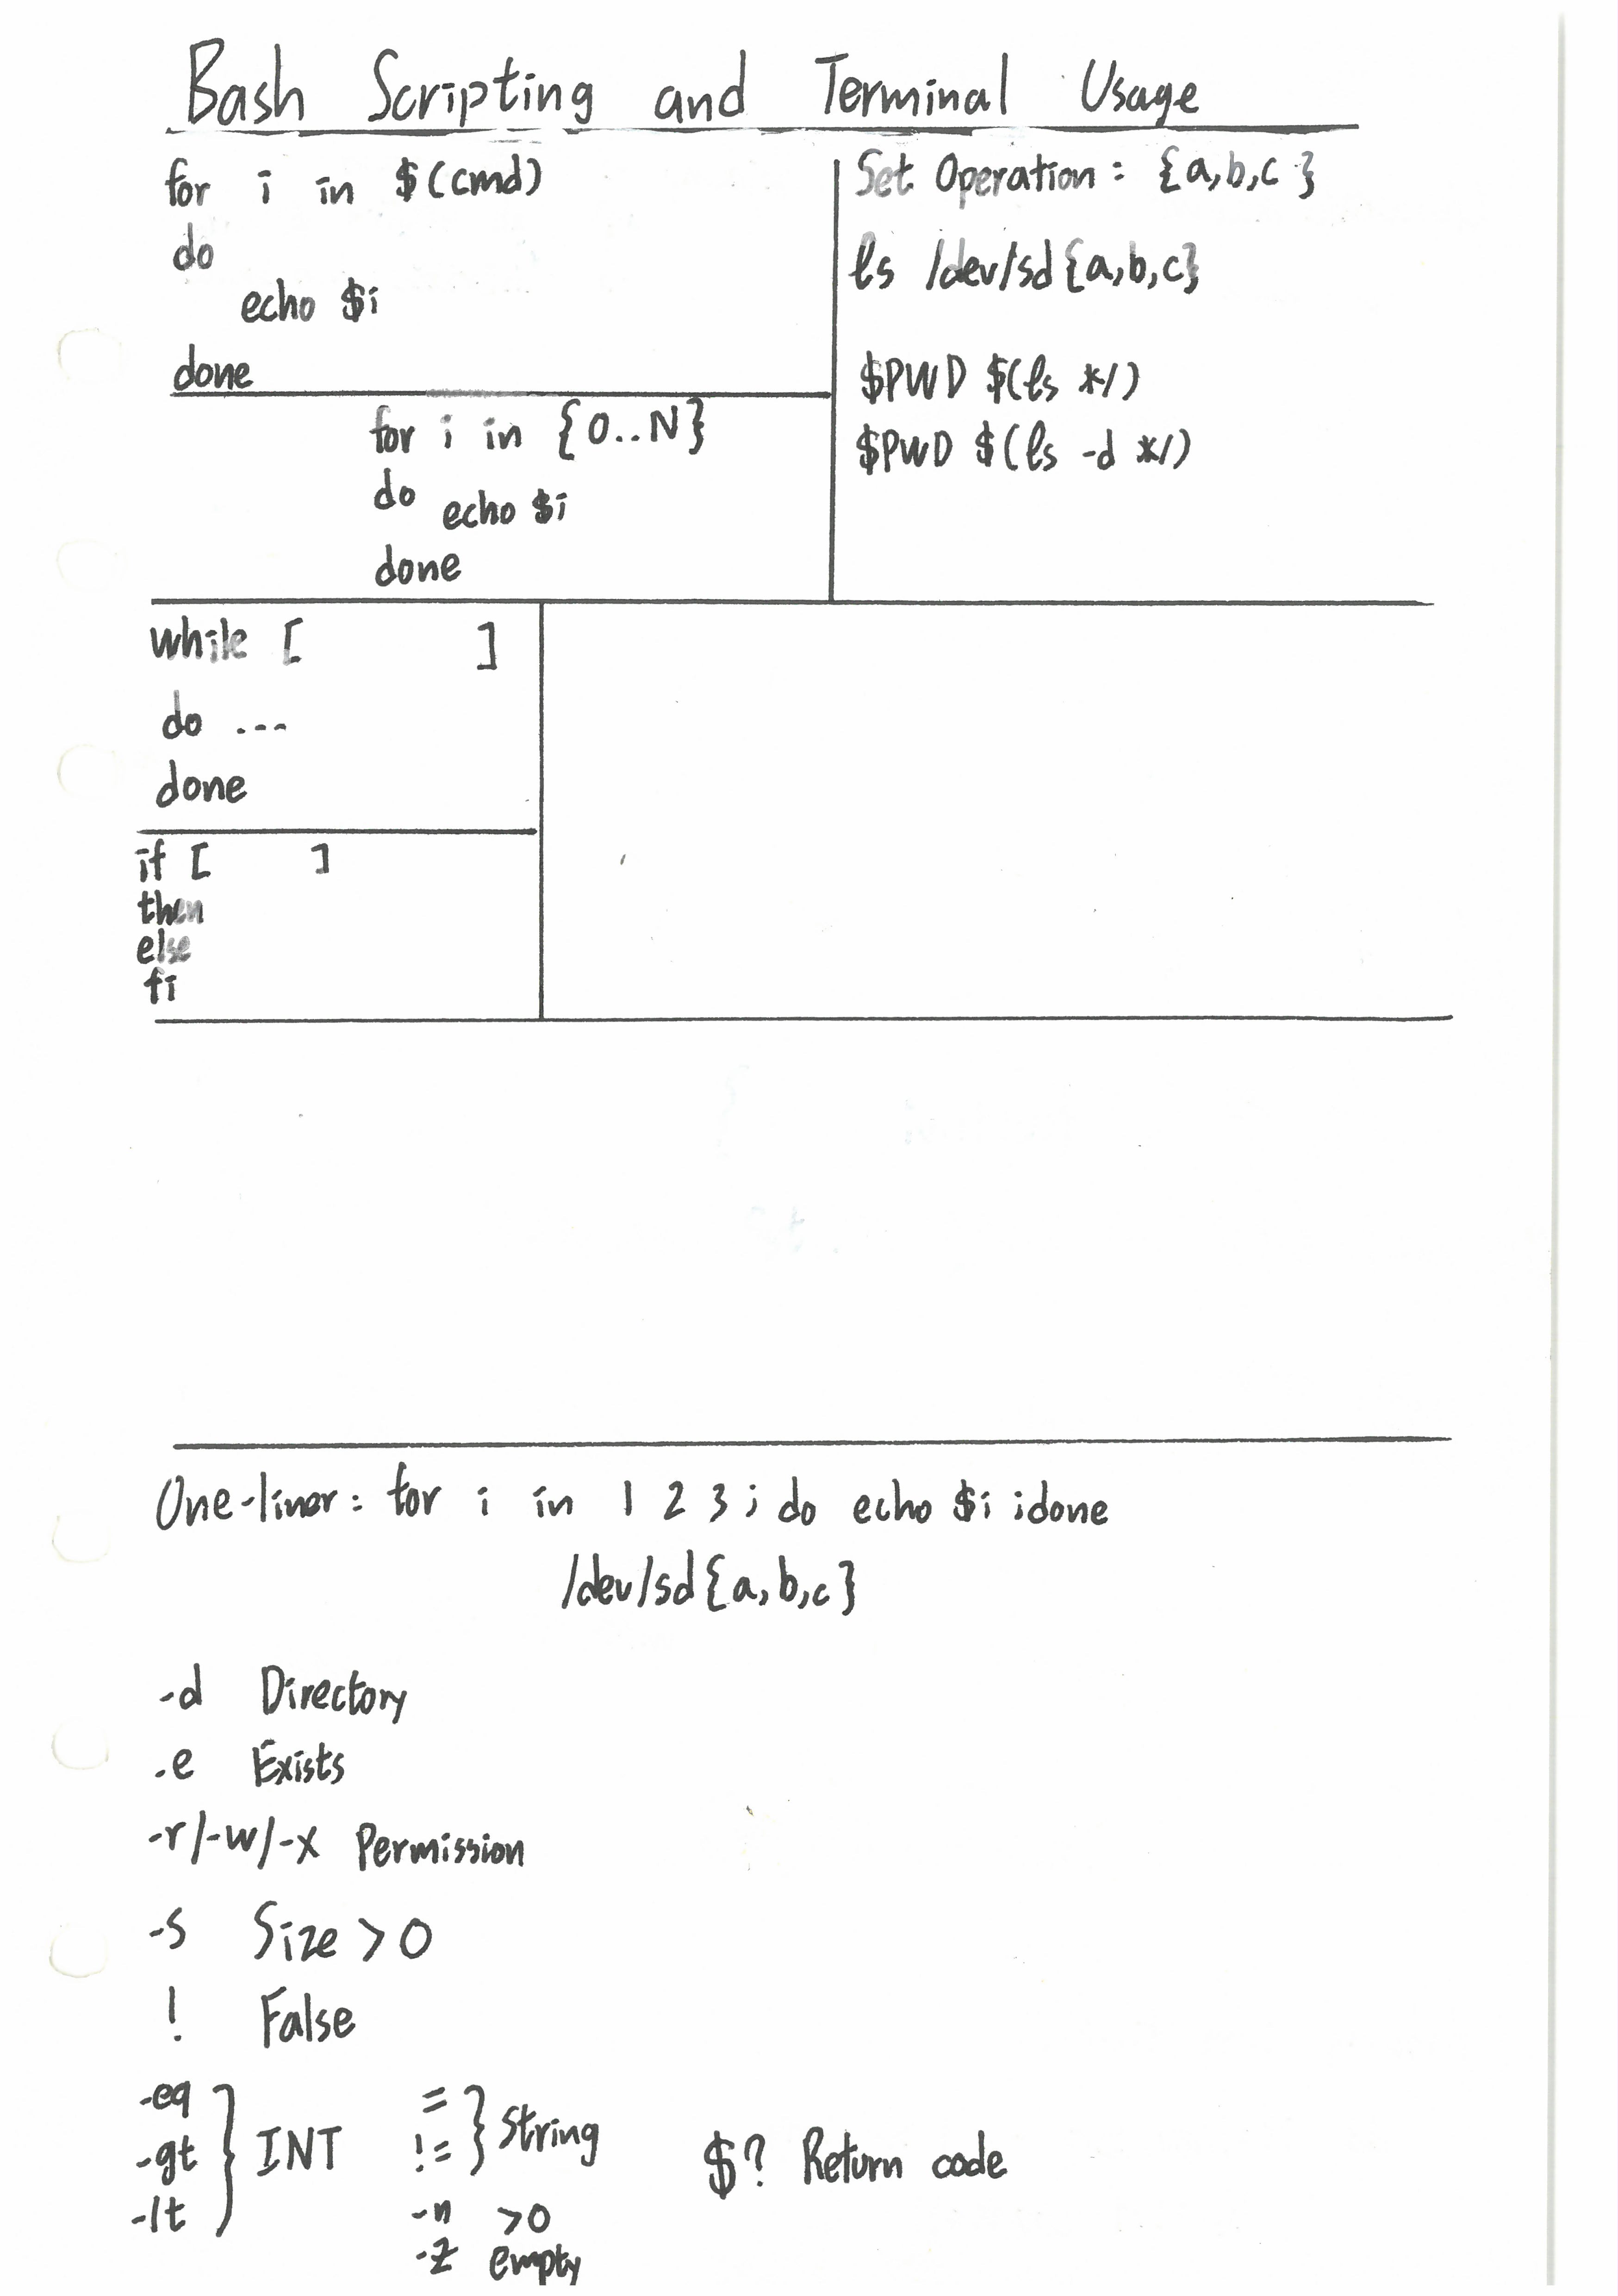 Bash Scripting and Terminal Usage
for i in $(cmd)
do
echo $i
done
for i in {0..N}
do echo $i
done
Set Operation: {a,b,c}
ls /dev/sd{a,b,c}
$PWD $(ls */)
$PWD $(ls -d */)
while [ ]
do ---
done
if [ ]
then
else
fi
One-liner: for i in 1 2 3 ; do echo $i ; done
/dev/sd{a,b,c}
-d Directory
-e Exists
-r/-w/-x Permission
-s Size > 0
! False
-eq
-gt } INT
-lt
=
!= } String
-n >0
-z empty
$? Return code